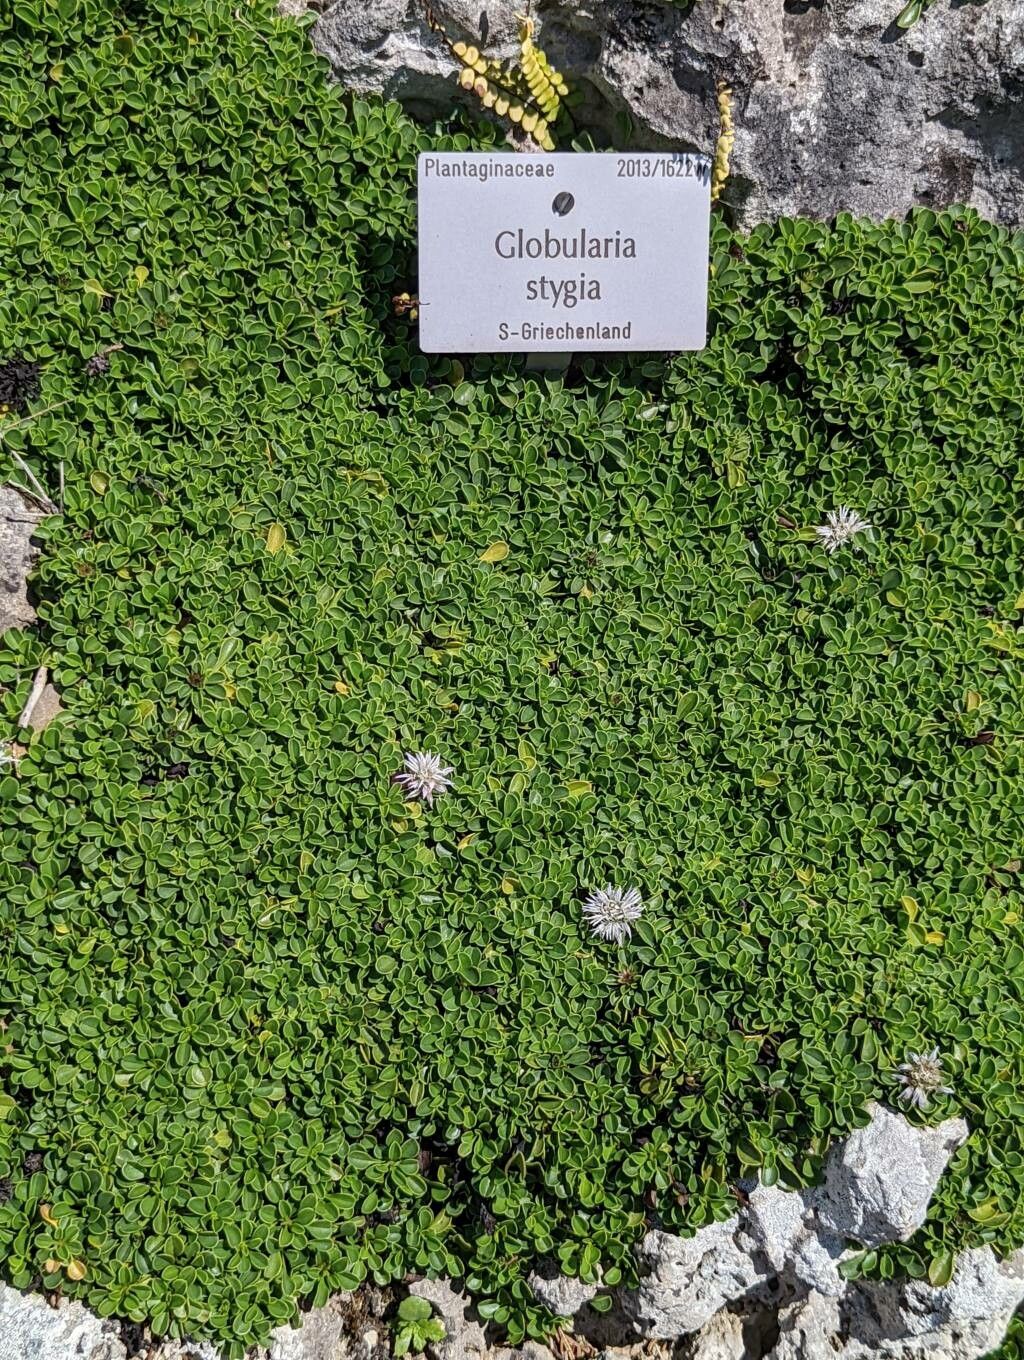 Plantaginaceae 2013/1622
Globularia
stygia
S-Griechenland